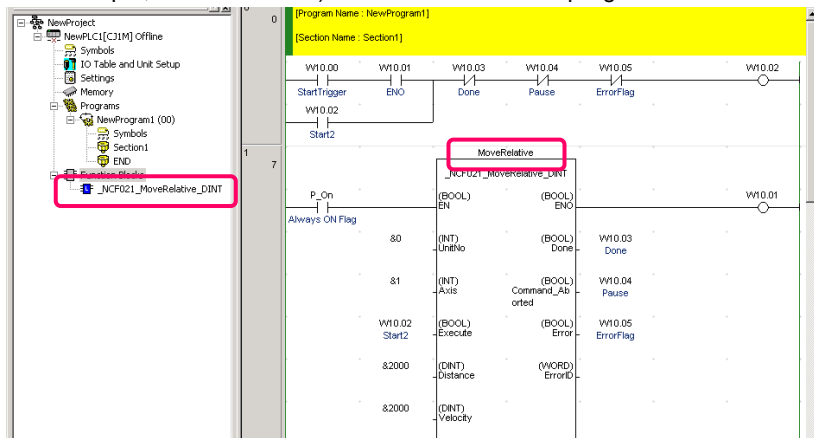 NewProject
NewPLC1[CJ1M] Offline
Symbols
IO Table and Unit Setup
Settings
Memory
Programs
NewProgram1 (00)
Symbols
Section1
END
Function Blocks
_NCF021_MoveRelative_DINT
0
0
[Program Name : NewProgram1]
[Section Name : Section1]
W10.00 W10.01 W10.03 W10.04 W10.05 W10.02
StartTrigger ENO Done Pause ErrorFlag
W10.02
Start2
1
7
MoveRelative
_NCF021_MoveRelative_DINT
P_On (BOOL) (BOOL) W10.01
EN ENO
Always ON Flag
&0 (INT) (BOOL) W10.03
UnitNo Done Done
&1 (INT) (BOOL) W10.04
Axis Command_Ab Pause
orted
W10.02 (BOOL) (BOOL) W10.05
Start2 Execute Error ErrorFlag
&2000 (DINT) (WORD)
Distance ErrorID
&2000 (DINT)
Velocity